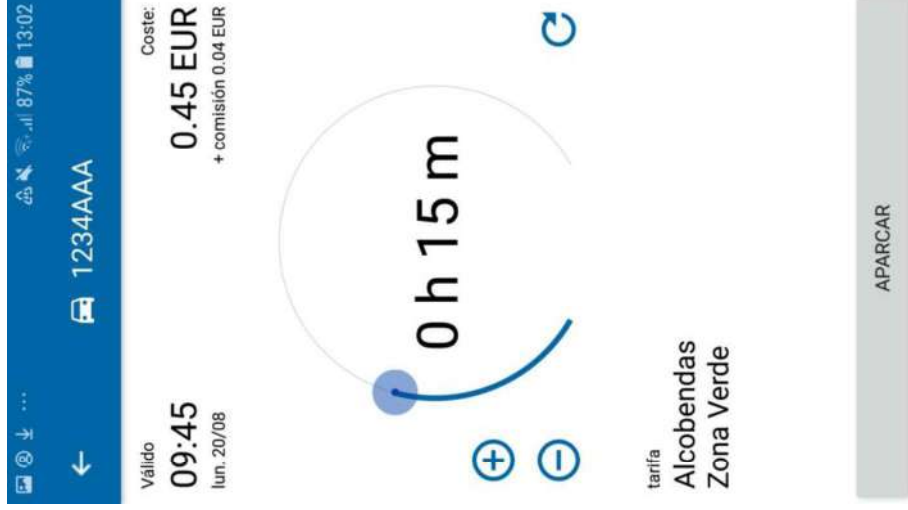 87% 13:02
1234AAA
Válido
09:45
lun. 20/08
Coste:
0.45 EUR
+ comisión 0.04 EUR
0 h 15 m
tarifa
Alcobendas
Zona Verde
APARCAR